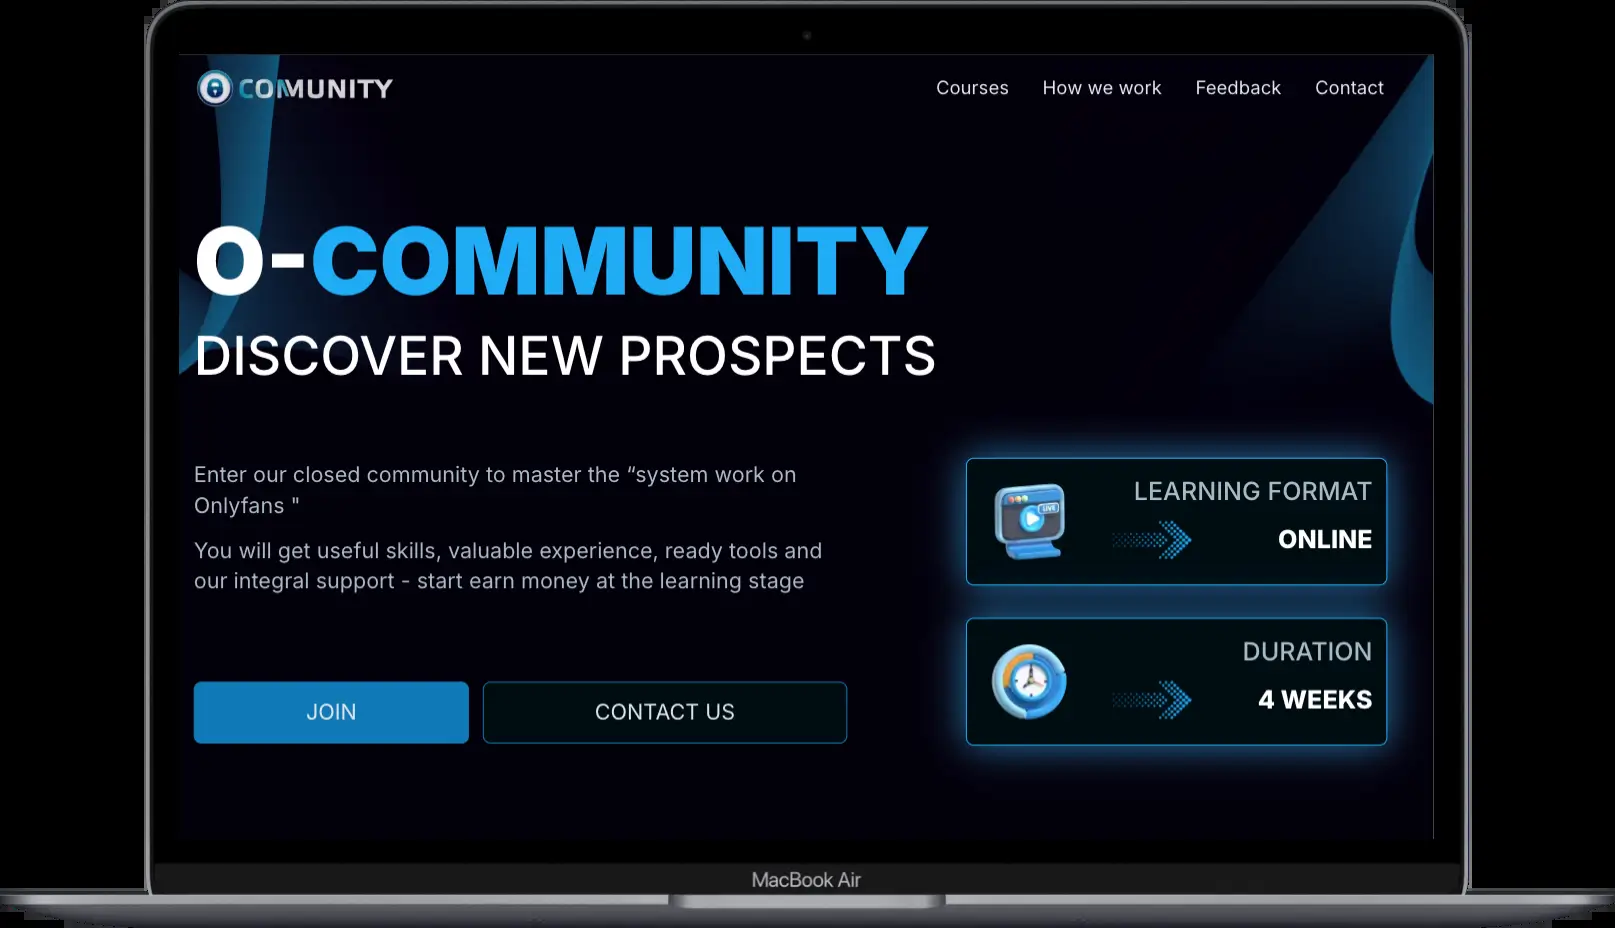 COMMUNITY
Courses How we work Feedback Contact
O-COMMUNITY
DISCOVER NEW PROSPECTS
Enter our closed community to master the “system work on
Onlyfans "
You will get useful skills, valuable experience, ready tools and
our integral support - start earn money at the learning stage
JOIN
CONTACT US
LIVE
LEARNING FORMAT
ONLINE
DURATION
4 WEEKS
MacBook Air